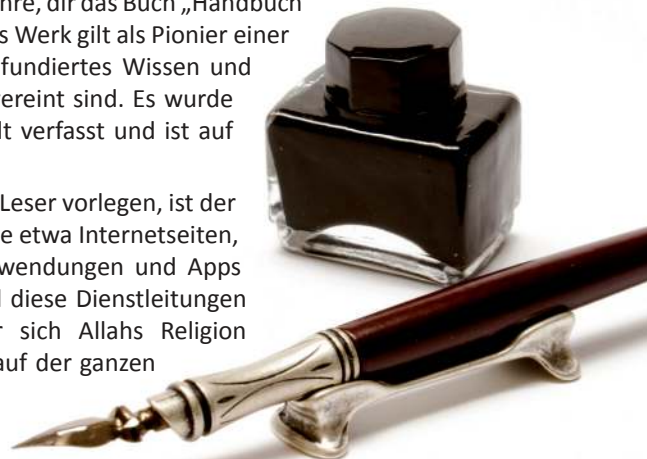 hre, dir das Buch „Handbuch
s Werk gilt als Pionier einer
fundiertes Wissen und
ereint sind. Es wurde
lt verfasst und ist auf
Leser vorlegen, ist der
e etwa Internetseiten,
wendungen und Apps
d diese Dienstleitungen
r sich Allahs Religion
auf der ganzen